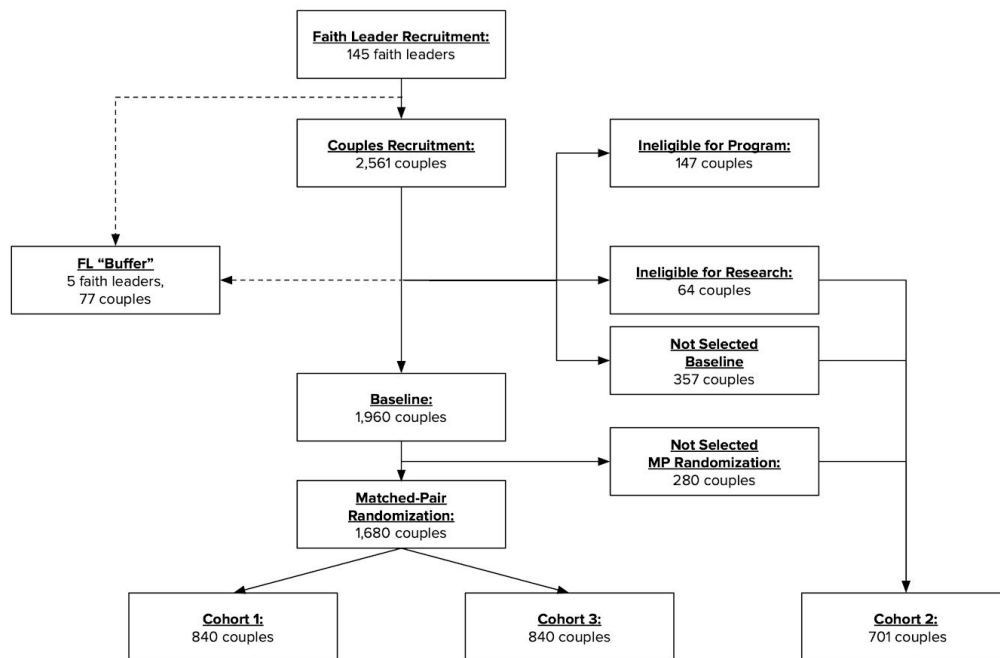 Faith Leader Recruitment:
145 faith leaders
Couples Recruitment:
2,561 couples
Ineligible for Program:
147 couples
FL “Buffer”
5 faith leaders,
77 couples
Ineligible for Research:
64 couples
Not Selected
Baseline
357 couples
Baseline:
1,960 couples
Not Selected
MP Randomization:
280 couples
Matched-Pair
Randomization:
1,680 couples
Cohort 1:
840 couples
Cohort 3:
840 couples
Cohort 2:
701 couples